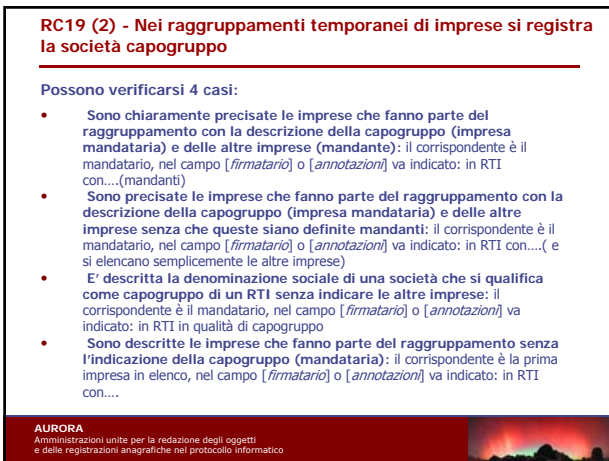 RC19 (2) - Nei raggruppamenti temporanei di imprese si registra
la società capogruppo
Possono verificarsi 4 casi:
• Sono chiaramente precisate le imprese che fanno parte del
raggruppamento con la descrizione della capogruppo (impresa
mandataria) e delle altre imprese (mandante): il corrispondente è il
mandatario, nel campo [firmatario] o [annotazioni] va indicato: in RTI
con….(mandanti)
• Sono precisate le imprese che fanno parte del raggruppamento con la
descrizione della capogruppo (impresa mandataria) e delle altre
imprese senza che queste siano definite mandanti: il corrispondente è il
mandatario, nel campo [firmatario] o [annotazioni] va indicato: in RTI con….( e
si elencano semplicemente le altre imprese)
• E' descritta la denominazione sociale di una società che si qualifica
come capogruppo di un RTI senza indicare le altre imprese: il
corrispondente è il mandatario, nel campo [firmatario] o [annotazioni] va
indicato: in RTI in qualità di capogruppo
• Sono descritte le imprese che fanno parte del raggruppamento senza
l'indicazione della capogruppo (mandataria): il corrispondente è la prima
impresa in elenco, nel campo [firmatario] o [annotazioni] va indicato: in RTI
con….
AURORA
Amministrazioni unite per la redazione degli oggetti
e delle registrazioni anagrafiche nel protocollo informatico